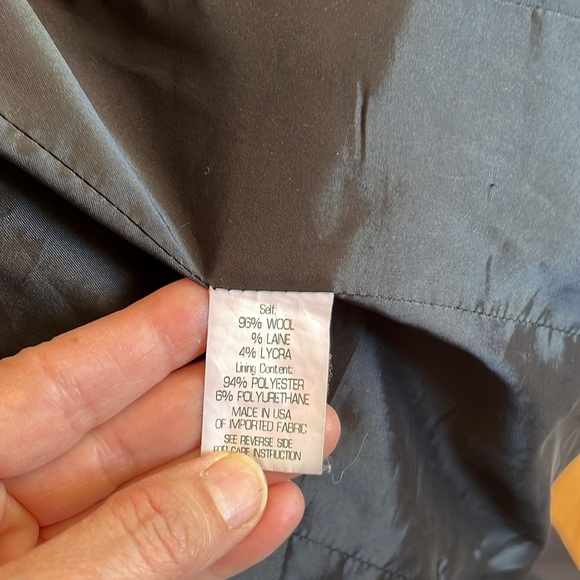 Self:
96% WOOL
% LAINE
4% LYCRA
Lining Content:
94% POLYESTER
6% POLYURETHANE
MADE IN USA
OF IMPORTED FABRIC
SEE REVERSE SIDE
FOR CARE INSTRUCTION